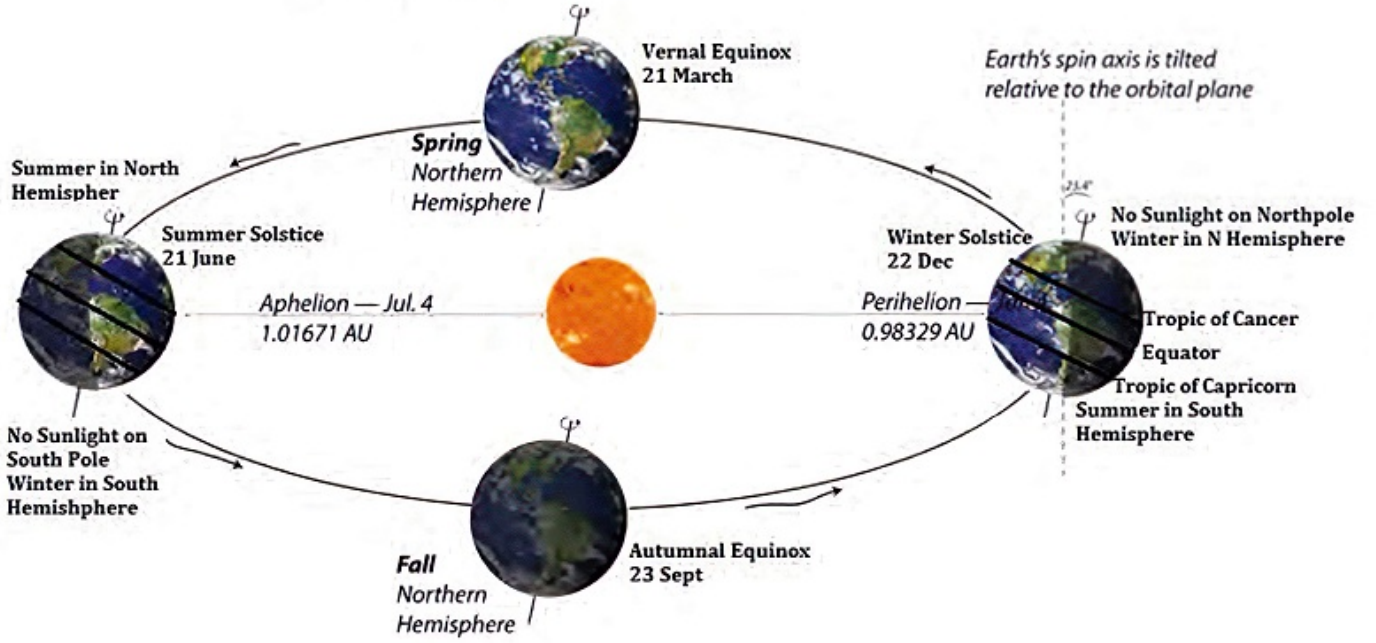 Vernal Equinox
21 March
Earth's spin axis is tilted
relative to the orbital plane
Spring
Northern
Hemisphere
Summer in North
Hemispher
Summer Solstice
21 June
23.4°
No Sunlight on Northpole
Winter in N Hemisphere
Winter Solstice
22 Dec
Aphelion — Jul. 4
1.01671 AU
Perihelion —
0.98329 AU
Tropic of Cancer
Equator
Tropic of Capricorn
Summer in South
Hemisphere
No Sunlight on
South Pole
Winter in South
Hemishphere
Fall
Northern
Hemisphere
Autumnal Equinox
23 Sept